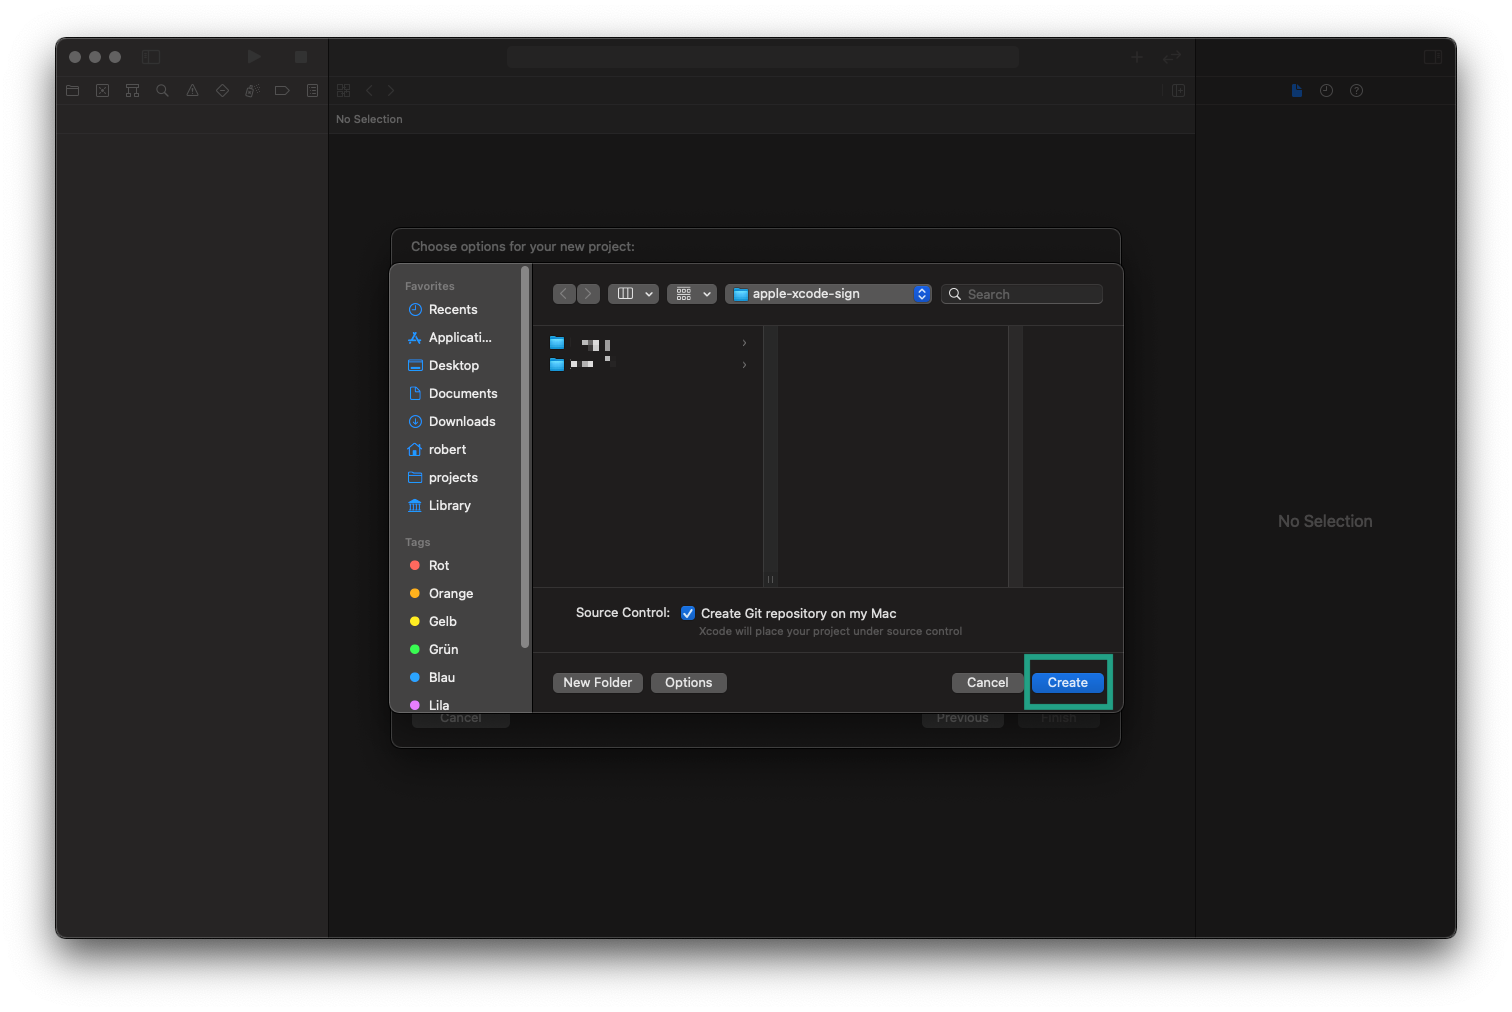 No Selection
Choose options for your new project:
Favorites
Recents
Applicati...
Desktop
Documents
Downloads
robert
projects
Library
Tags
Rot
Orange
Gelb
Grün
Blau
Lila
apple-xcode-sign
Search
Source Control: Create Git repository on my Mac
Xcode will place your project under source control
New Folder Options Cancel Create
Cancel Previous Finish
No Selection